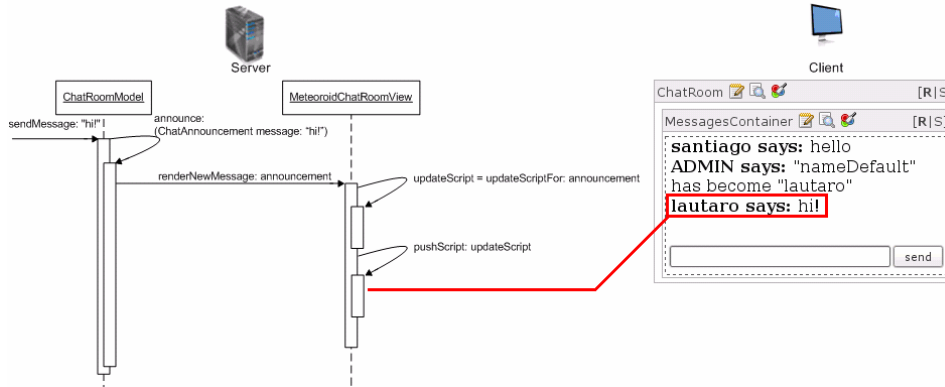 Server
Client
ChatRoomModel
MeteoroidChatRoomView
sendMessage: "hi!"
announce:
(ChatAnnouncement message: "hi!")
renderNewMessage: announcement
updateScript = updateScriptFor: announcement
pushScript: updateScript
ChatRoom [R|S
MessagesContainer [R|S]
santiago says: hello
ADMIN says: "nameDefault"
has become "lautaro"
lautaro says: hi!
send